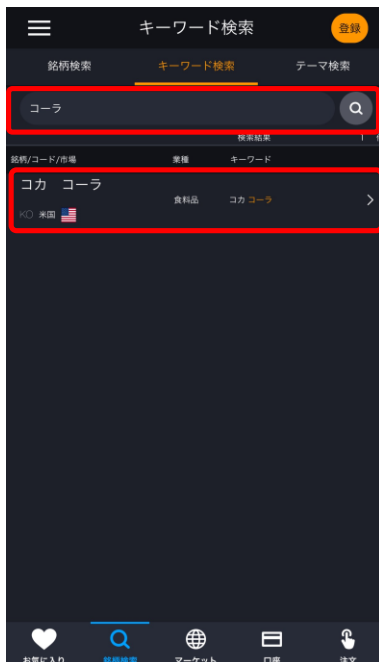 キーワード検索 登録
銘柄検索 キーワード検索 テーマ検索
コーラ
検索結果 1
銘柄/コード/市場 業種 キーワード
コカ コーラ
食料品 コカ コーラ
KO 米国
お気に入り 銘柄検索 マーケット 口座 注文